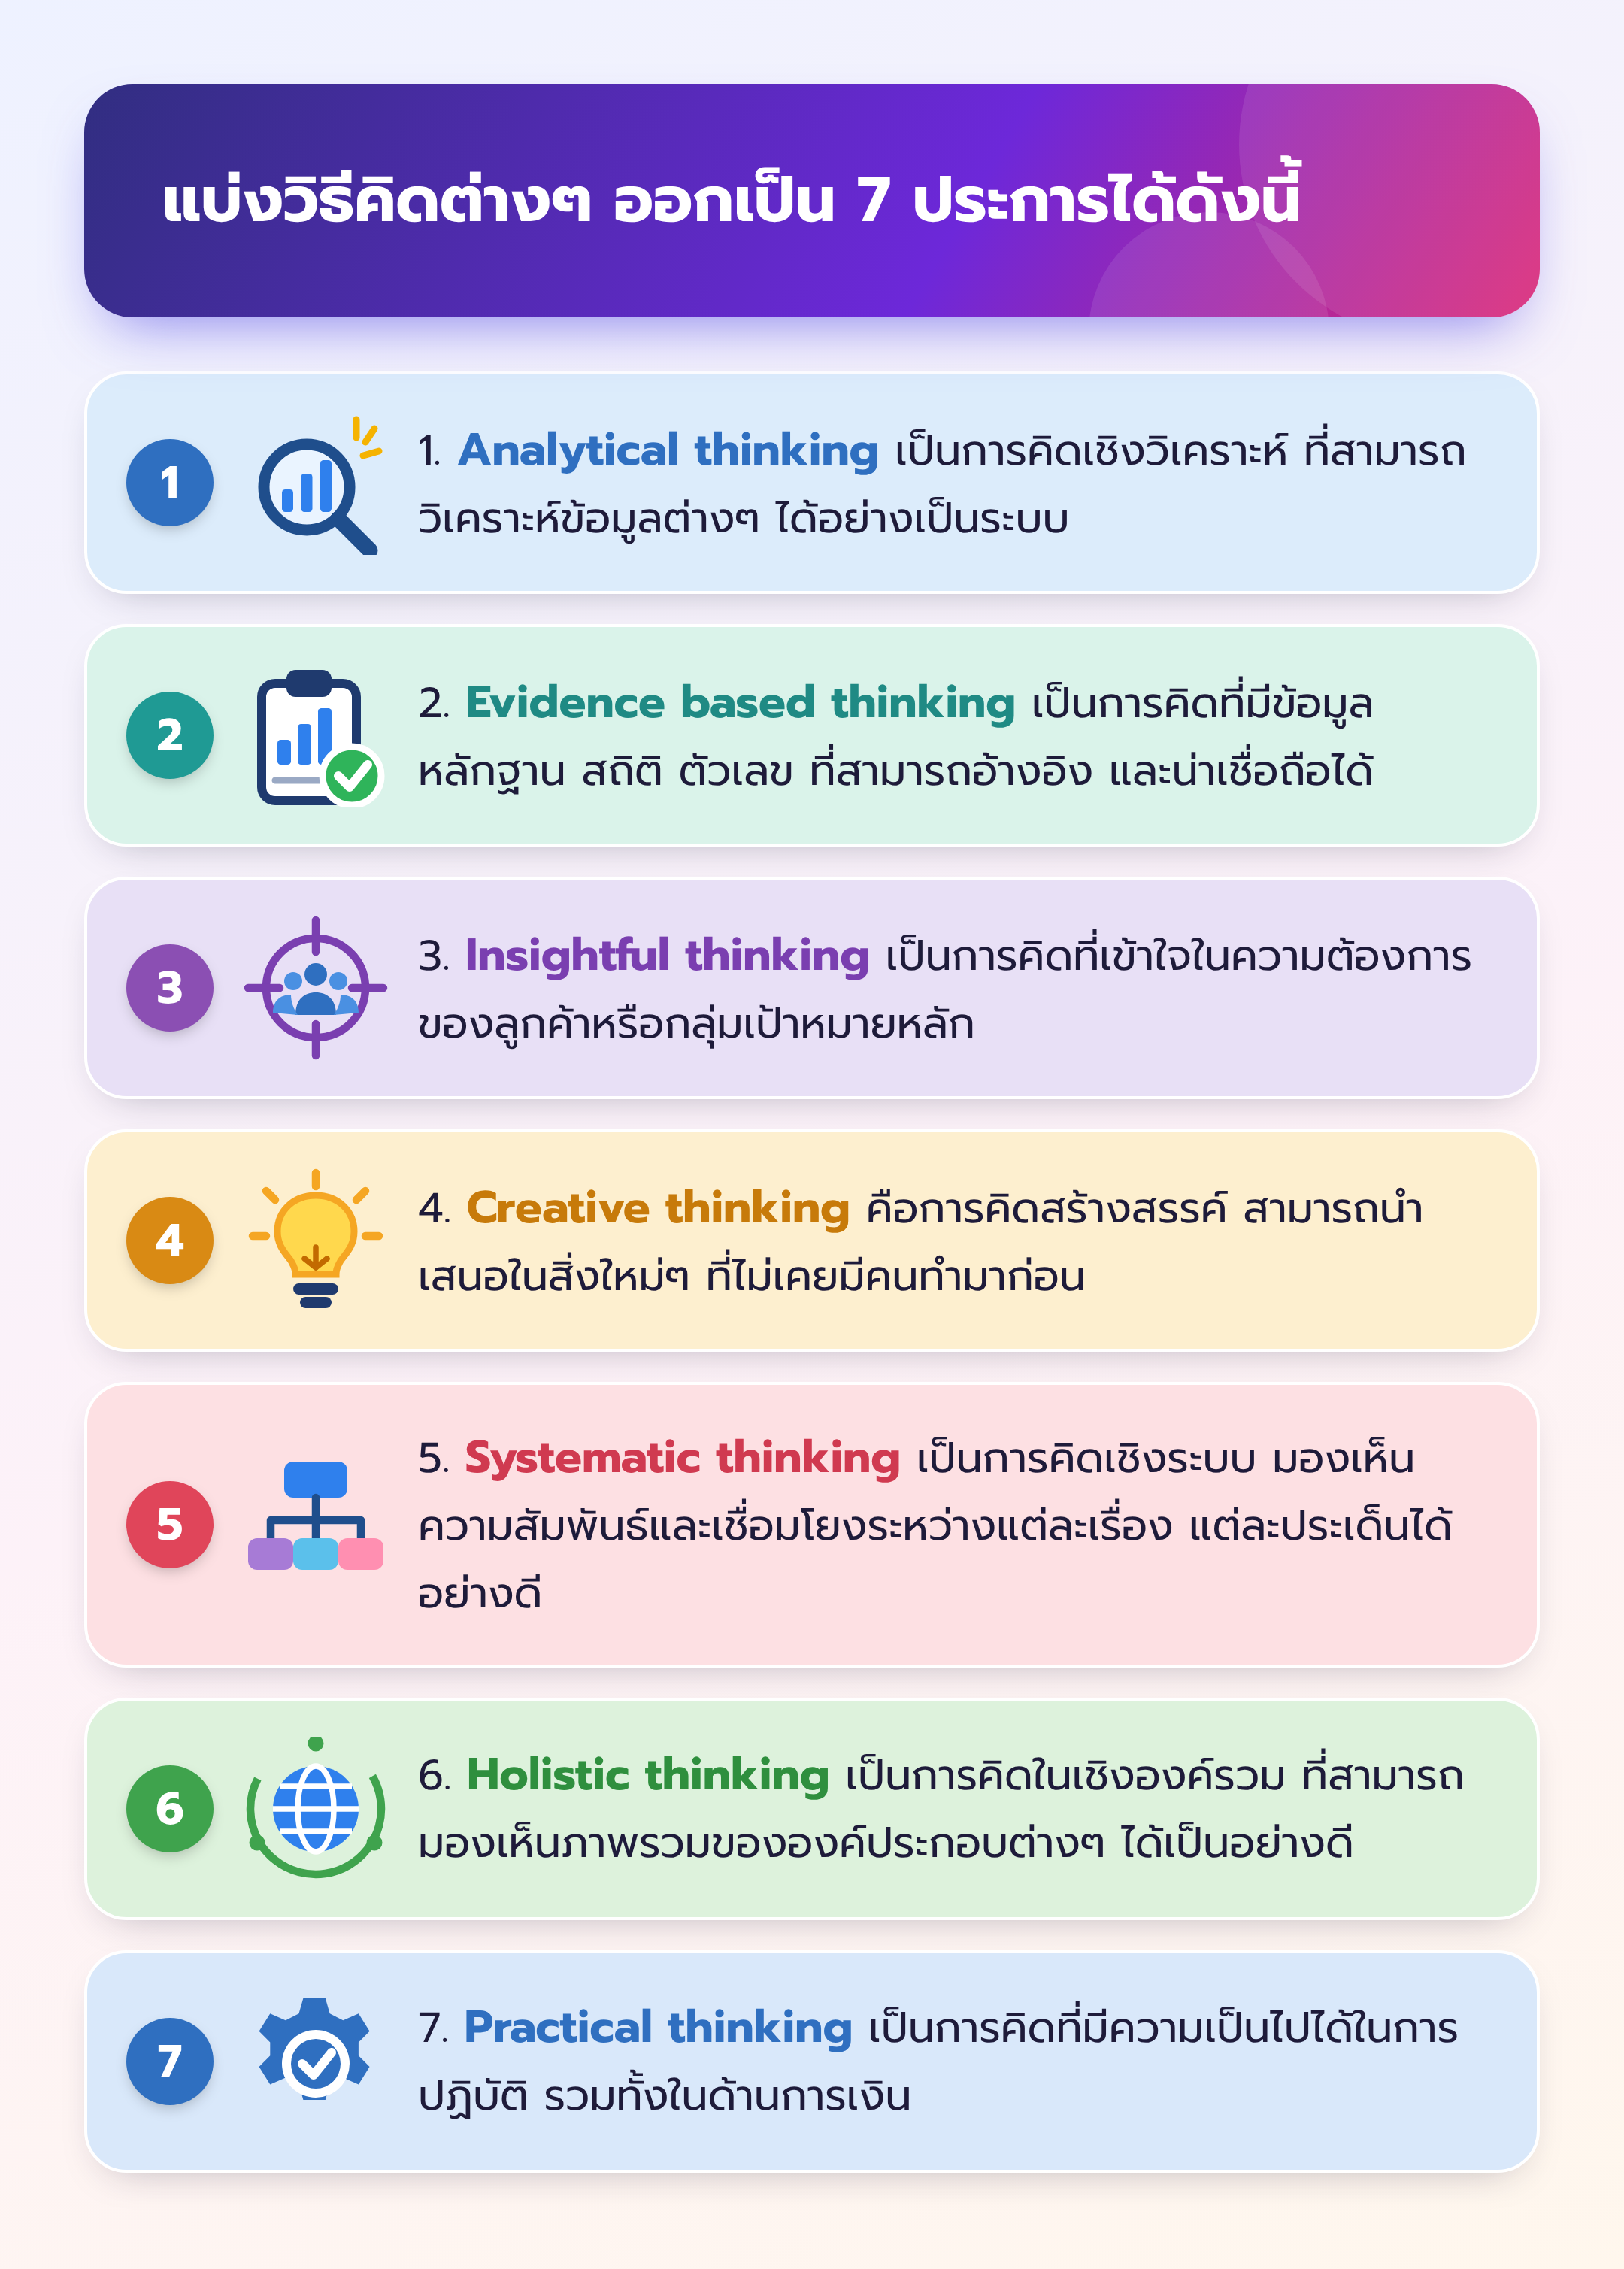 แบ่งวิธีคิดต่างๆ ออกเป็น 7 ประการได้ดังนี้
1
1. Analytical thinking เป็นการคิดเชิงวิเคราะห์ ที่สามารถ
วิเคราะห์ข้อมูลต่างๆ ได้อย่างเป็นระบบ
2
2. Evidence based thinking เป็นการคิดที่มีข้อมูล
หลักฐาน สถิติ ตัวเลข ที่สามารถอ้างอิง และน่าเชื่อถือได้
3
3. Insightful thinking เป็นการคิดที่เข้าใจในความต้องการ
ของลูกค้าหรือกลุ่มเป้าหมายหลัก
4
4. Creative thinking คือการคิดสร้างสรรค์ สามารถนำ
เสนอในสิ่งใหม่ๆ ที่ไม่เคยมีคนทำมาก่อน
5
5. Systematic thinking เป็นการคิดเชิงระบบ มองเห็น
ความสัมพันธ์และเชื่อมโยงระหว่างแต่ละเรื่อง แต่ละประเด็นได้
อย่างดี
6
6. Holistic thinking เป็นการคิดในเชิงองค์รวม ที่สามารถ
มองเห็นภาพรวมขององค์ประกอบต่างๆ ได้เป็นอย่างดี
7
7. Practical thinking เป็นการคิดที่มีความเป็นไปได้ในการ
ปฏิบัติ รวมทั้งในด้านการเงิน